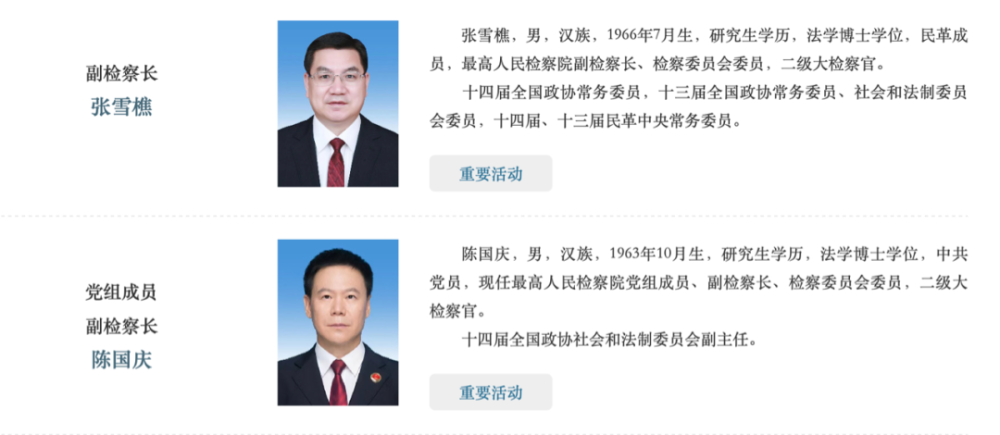 副检察长
张雪樵
张雪樵，男，汉族，1966年7月生，研究生学历，法学博士学位，民革成
员，最高人民检察院副检察长、检察委员会委员，二级大检察官。
十四届全国政协常务委员，十三届全国政协常务委员、社会和法制委员
会委员，十四届、十三届民革中央常务委员。
重要活动
党组成员
副检察长
陈国庆
陈国庆，男，汉族，1963年10月生，研究生学历，法学博士学位，中共
党员，现任最高人民检察院党组成员、副检察长、检察委员会委员，二级大
检察官。
十四届全国政协社会和法制委员会副主任。
重要活动